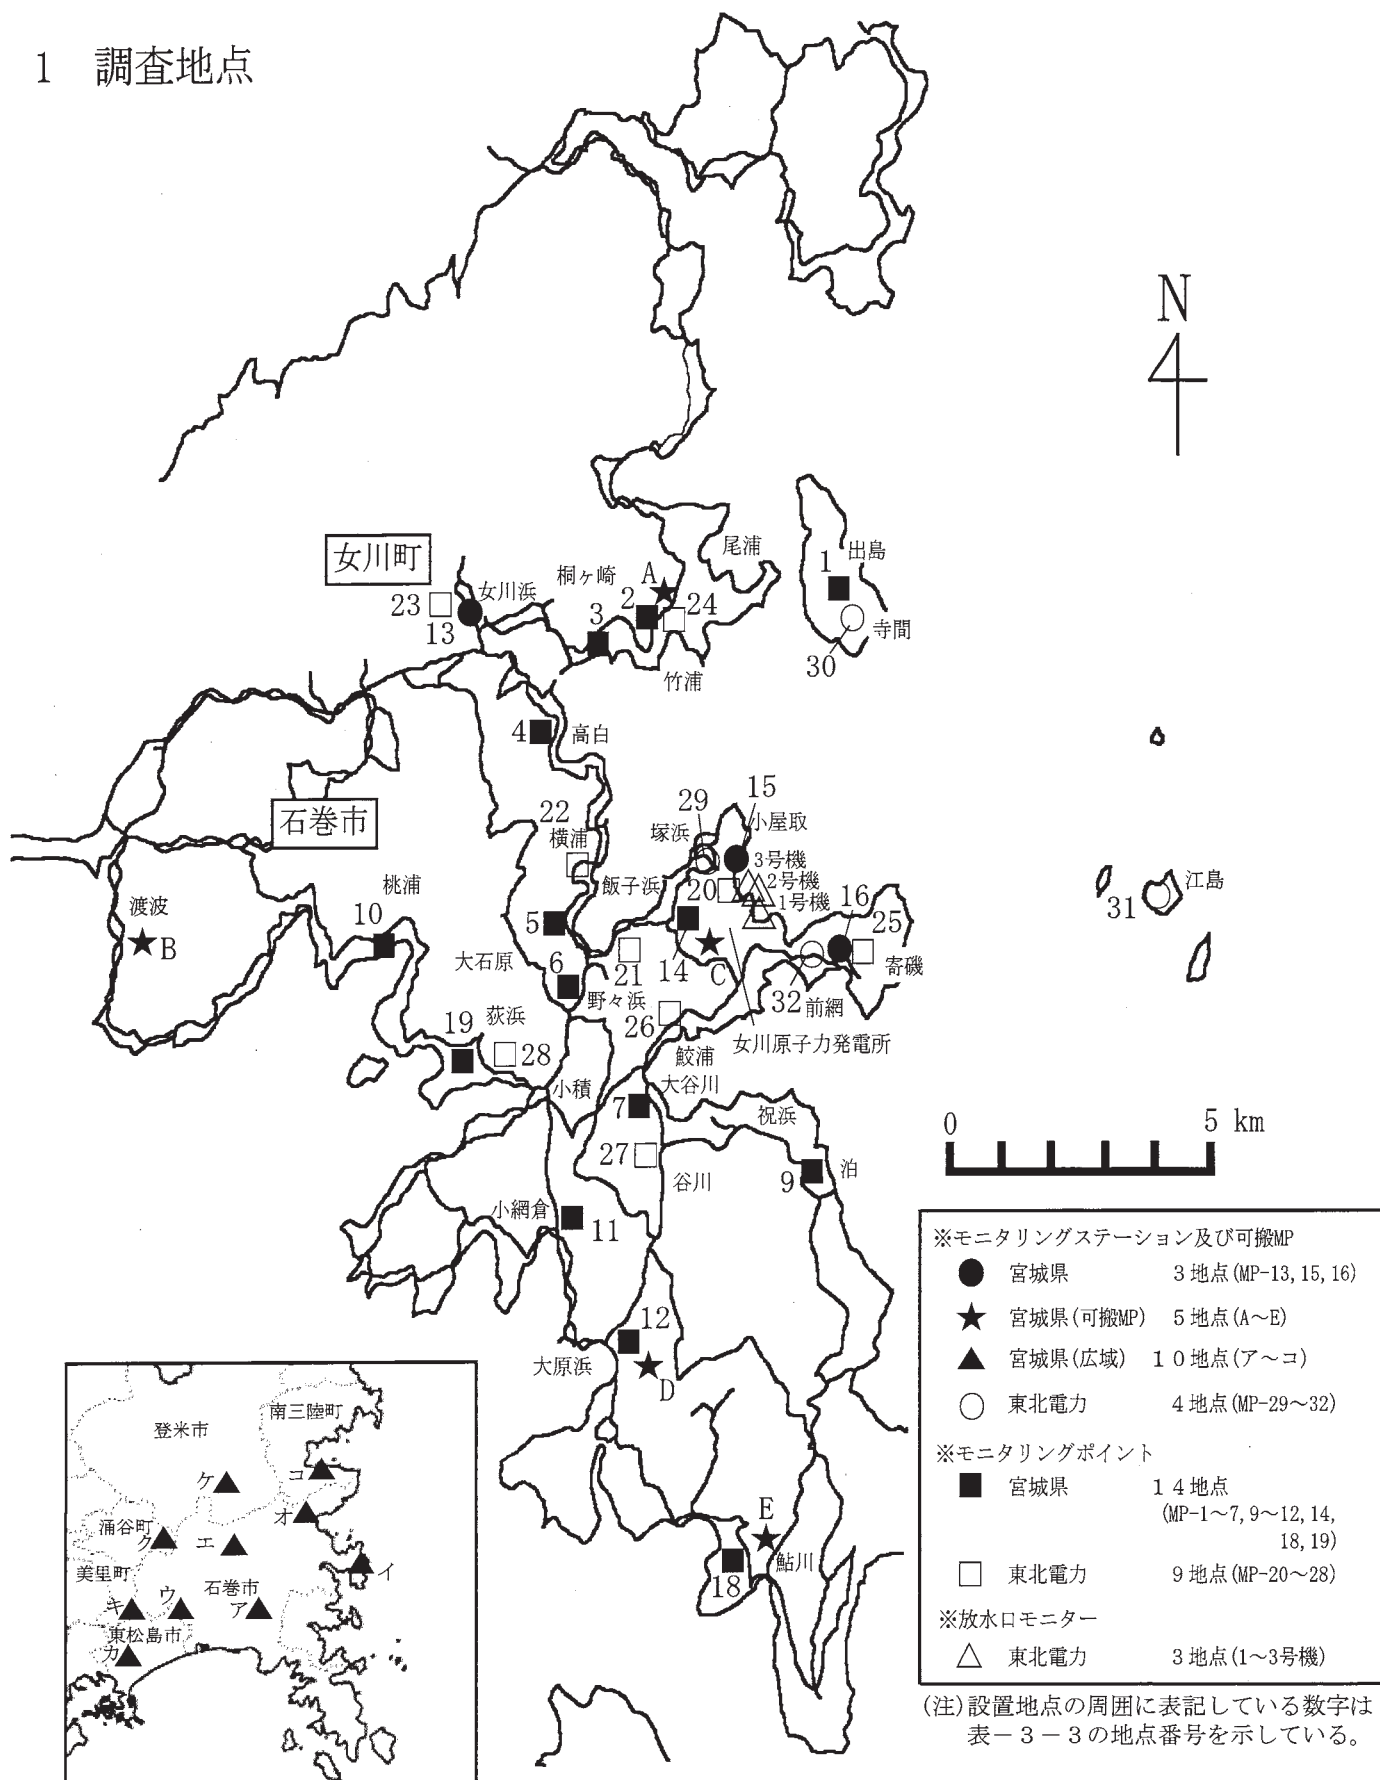 1 調査地点
N
女川町
尾浦
出島
1
桐ヶ崎
A
女川浜
23
13
2
24
3
寺間
30
竹浦
4
高白
15
29
小屋取
22
塚浜
石巻市
横浦
3号機
2号機
1号機
飯子浜
20
桃浦
16
25
江島
31
渡波
B
10
5
大石原
6
21
14
C
寄磯
野々浜
32
前網
26
荻浜
19
28
鮫浦
女川原子力発電所
小積
大谷川
7
祝浜
0 5 km
27
谷川
9
泊
小網倉
11
12
大原浜
D
E
18
鮎川
※モニタリングステーション及び可搬MP
宮城県 3地点(MP-13,15,16)
宮城県(可搬MP) 5地点(A~E)
宮城県(広域) 10地点(ア~コ)
東北電力 4地点(MP-29~32)
※モニタリングポイント
宮城県 14地点
(MP-1~7,9~12,14,
18,19)
東北電力 9地点(MP-20~28)
※放水口モニター
東北電力 3地点(1~3号機)
(注)設置地点の周囲に表記している数字は
表-3-3の地点番号を示している。
南三陸町
登米市
コ
ケ
オ
涌谷町
ク
エ
イ
美里町
石巻市
キ
ウ
ア
東松島市
カ